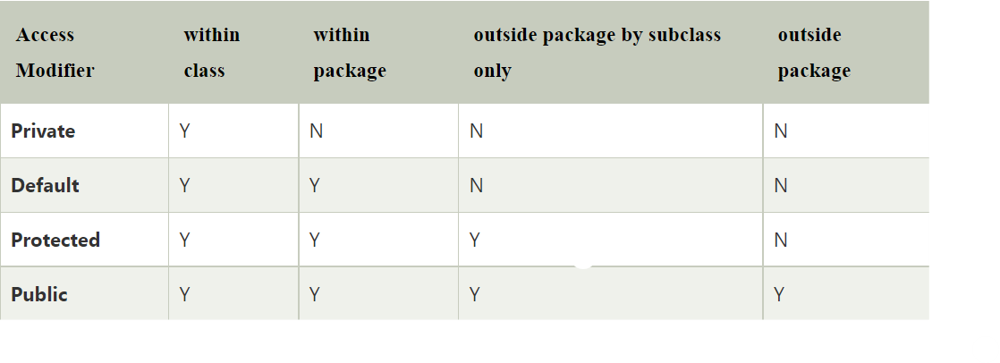 Access Modifier within class within package outside package by subclass only outside package
Private Y N N N
Default Y Y N N
Protected Y Y Y N
Public Y Y Y Y